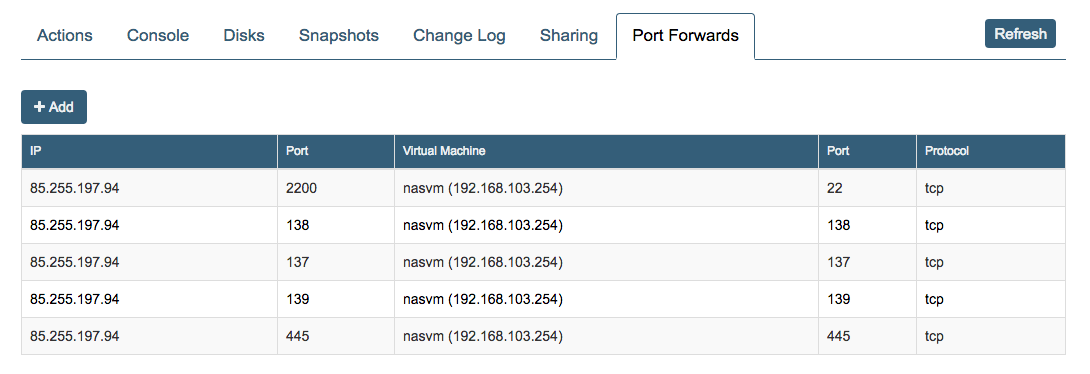 Actions Console Disks Snapshots Change Log Sharing Port Forwards Refresh
+ Add
IP Port Virtual Machine Port Protocol
85.255.197.94 2200 nasvm (192.168.103.254) 22 tcp
85.255.197.94 138 nasvm (192.168.103.254) 138 tcp
85.255.197.94 137 nasvm (192.168.103.254) 137 tcp
85.255.197.94 139 nasvm (192.168.103.254) 139 tcp
85.255.197.94 445 nasvm (192.168.103.254) 445 tcp